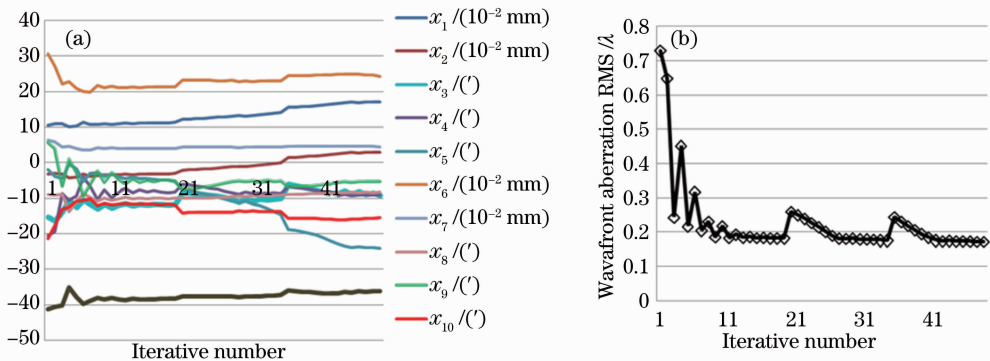 (a)
40
30
20
10
0
−10
−20
−30
−40
−50
1 11 21 31 41
Iterative number
x1 /(10−2 mm)
x2 /(10−2 mm)
x3 /(′)
x4 /(′)
x5 /(′)
x6 /(10−2 mm)
x7 /(10−2 mm)
x8 /(′)
x9 /(′)
x10 /(′)
(b)
Wavafront aberration RMS /λ
0.8
0.7
0.6
0.5
0.4
0.3
0.2
0.1
0
1 11 21 31 41
Iterative number